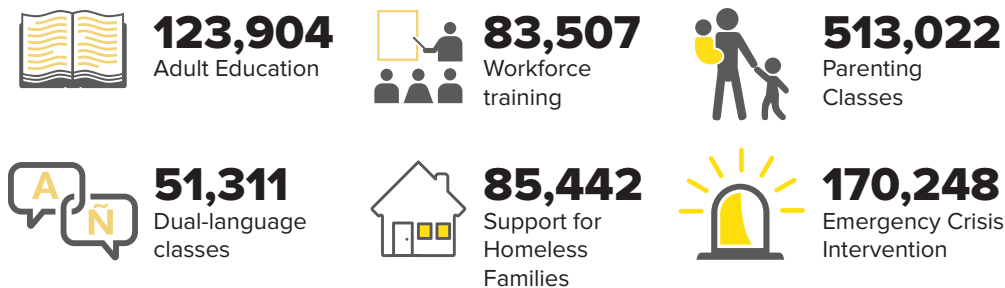 123,904
Adult Education
83,507
Workforce
training
513,022
Parenting
Classes
A
Ñ
51,311
Dual-language
classes
85,442
Support for
Homeless
Families
170,248
Emergency Crisis
Intervention